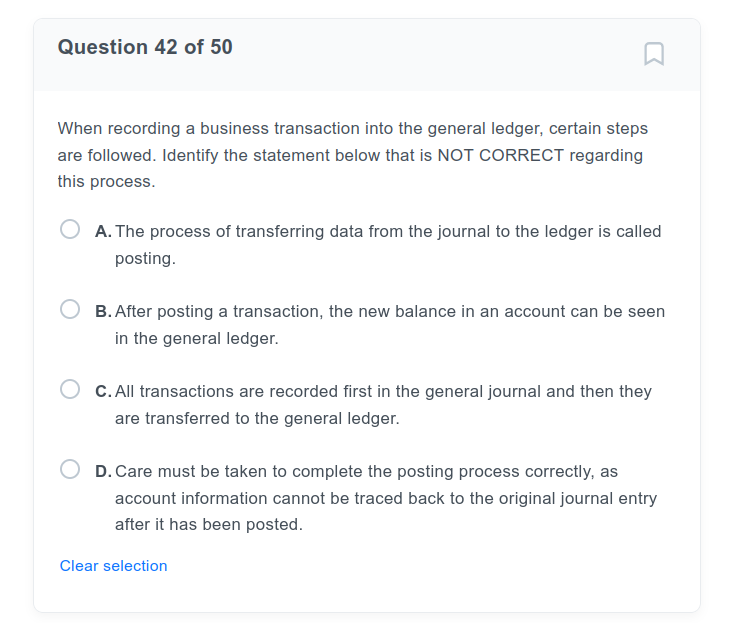 Question 42 of 50
When recording a business transaction into the general ledger, certain steps
are followed. Identify the statement below that is NOT CORRECT regarding
this process.
A. The process of transferring data from the journal to the ledger is called
posting.
B. After posting a transaction, the new balance in an account can be seen
in the general ledger.
C. All transactions are recorded first in the general journal and then they
are transferred to the general ledger.
D. Care must be taken to complete the posting process correctly, as
account information cannot be traced back to the original journal entry
after it has been posted.
Clear selection